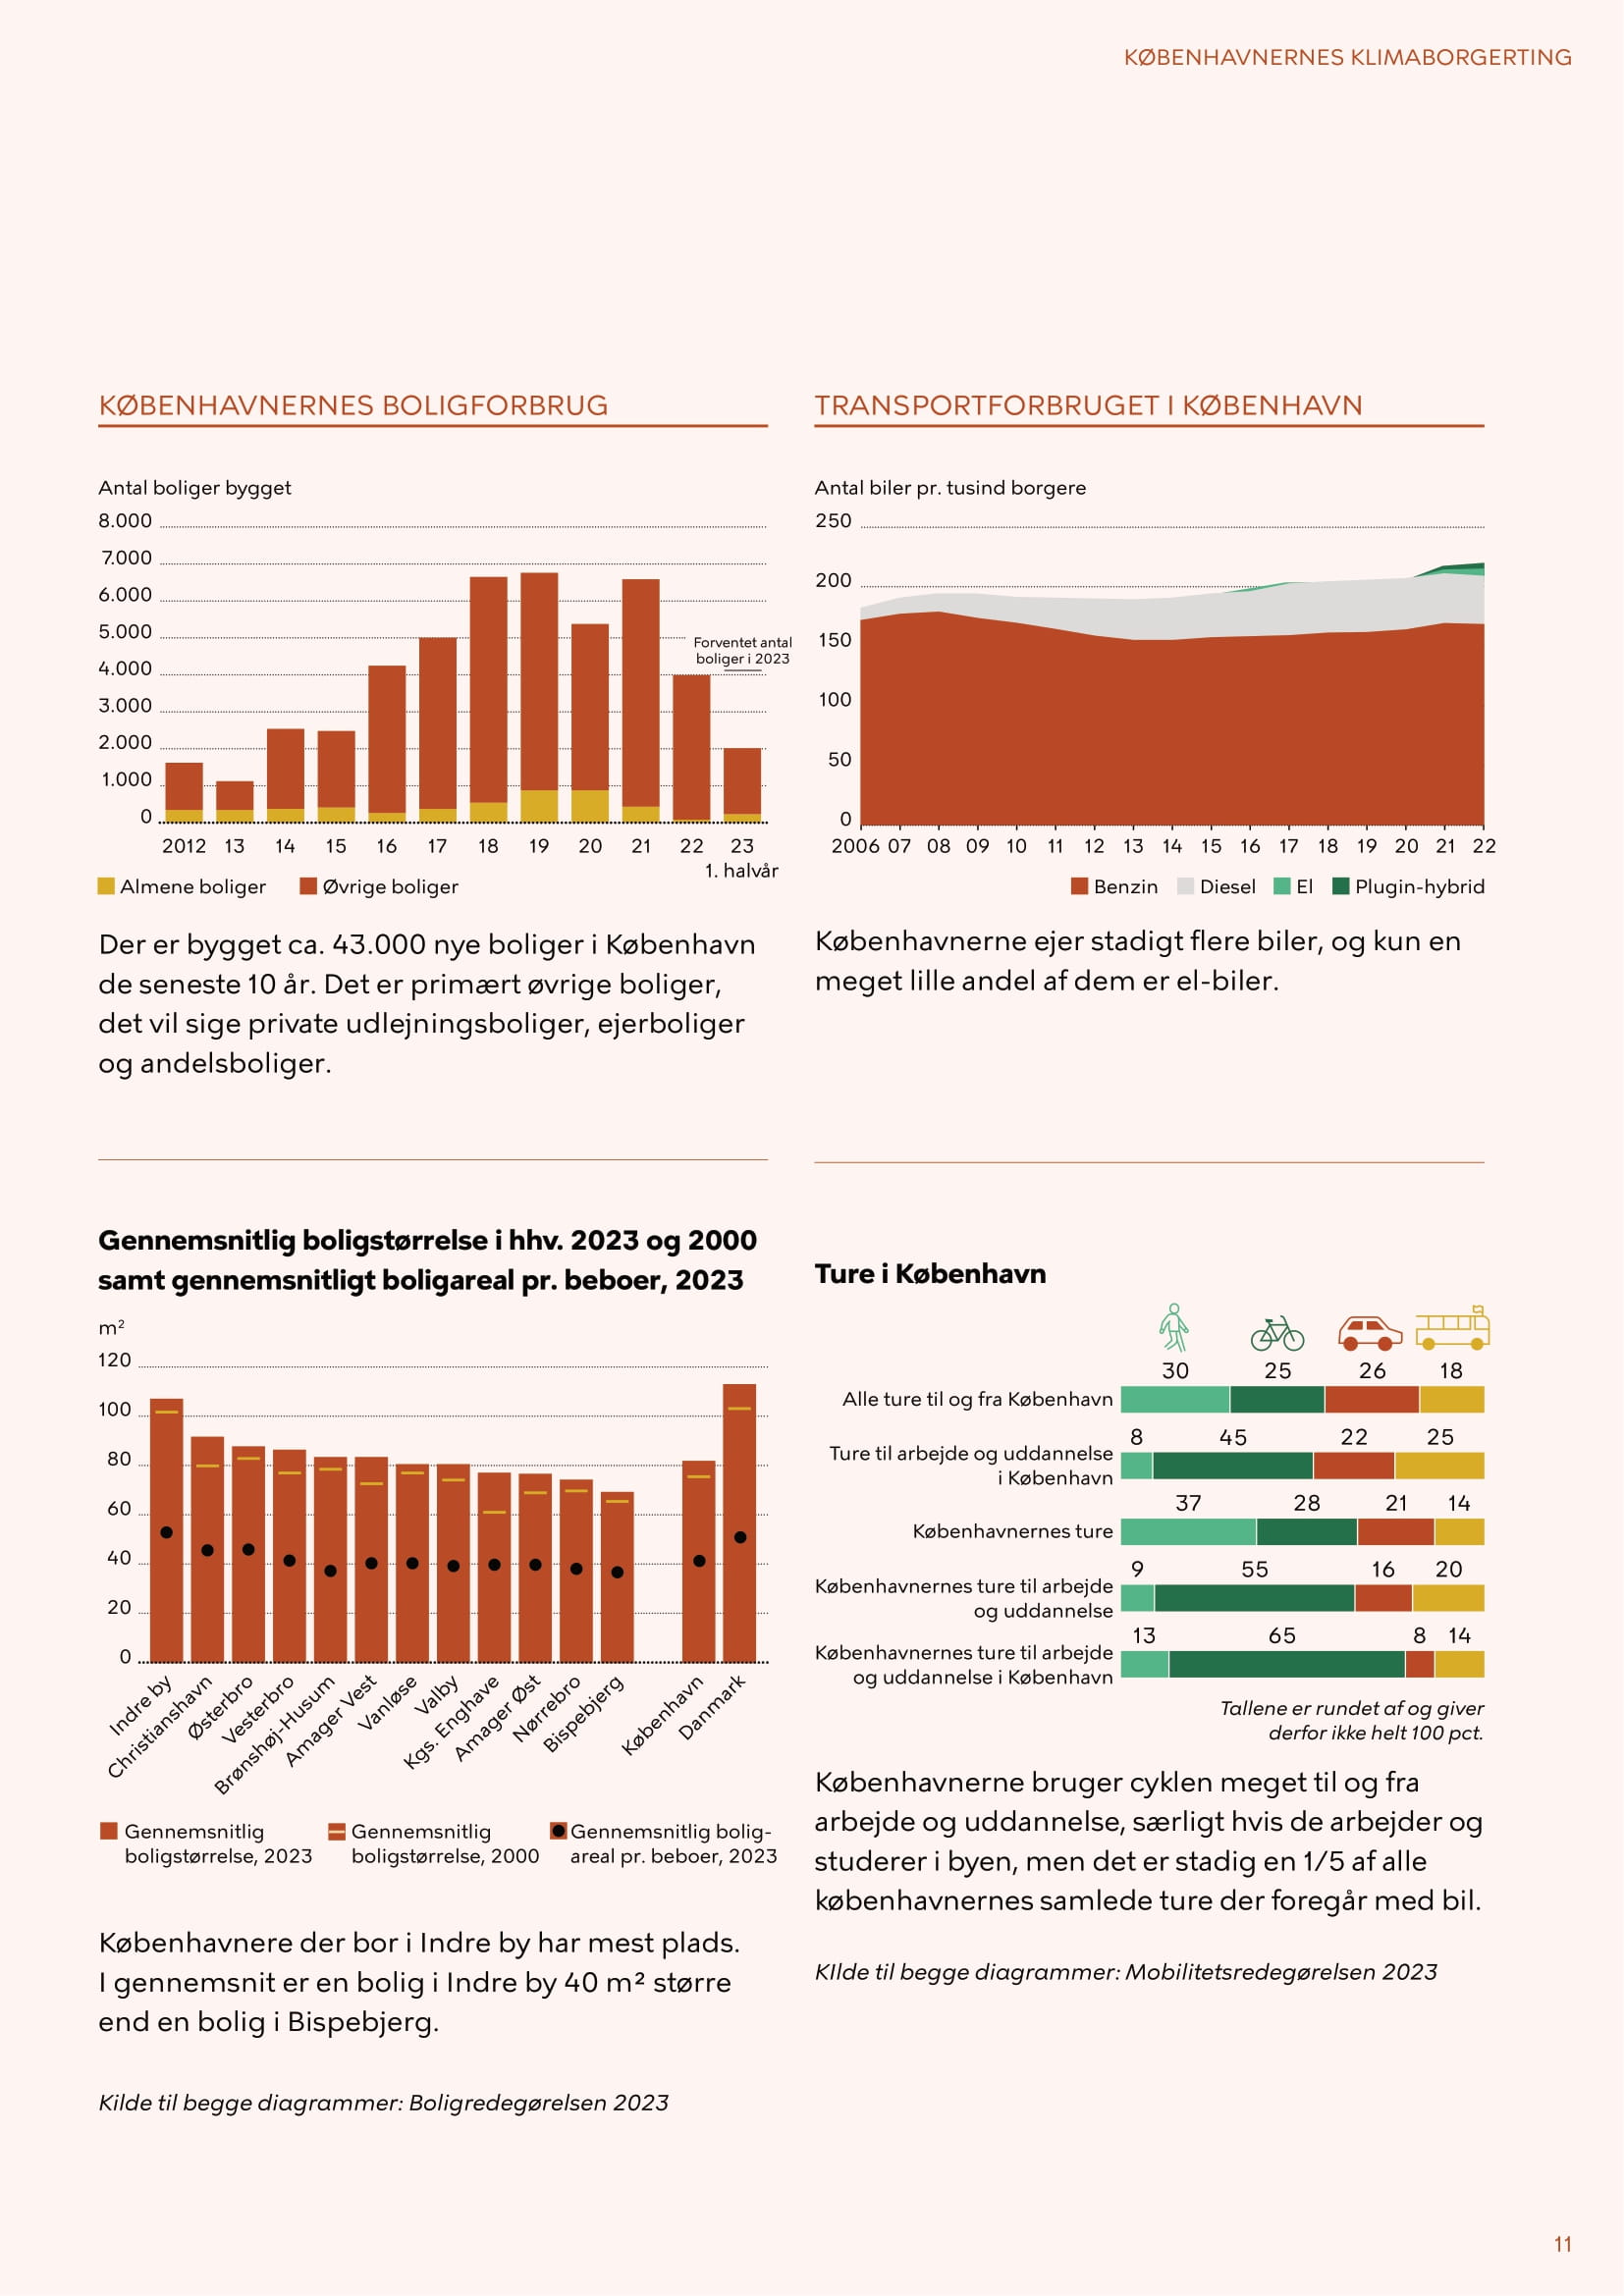 KØBENHAVNERNES KLIMABORGERTING
KØBENHAVNERNES BOLIGFORBRUG
Antal boliger bygget
8.000
7.000
6.000
5.000
4.000
3.000
2.000
1.000
0
Forventet antal
boliger i 2023
2012 13 14 15 16 17 18 19 20 21 22 23
1. halvår
Almene boliger Øvrige boliger
Der er bygget ca. 43.000 nye boliger i København
de seneste 10 år. Det er primært øvrige boliger,
det vil sige private udlejningsboliger, ejerboliger
og andelsboliger.
Gennemsnitlig boligstørrelse i hhv. 2023 og 2000
samt gennemsnitligt boligareal pr. beboer, 2023
m²
120
100
80
60
40
20
0
Indre by
Christianshavn
Østerbro
Vesterbro
Brønshøj-Husum
Amager Vest
Vanløse
Valby
Kgs. Enghave
Amager Øst
Nørrebro
Bispebjerg
København
Danmark
Gennemsnitlig
boligstørrelse, 2023
Gennemsnitlig
boligstørrelse, 2000
Gennemsnitlig bolig-
areal pr. beboer, 2023
Københavnere der bor i Indre by har mest plads.
I gennemsnit er en bolig i Indre by 40 m² større
end en bolig i Bispebjerg.
Kilde til begge diagrammer: Boligredegørelsen 2023
TRANSPORTFORBRUGET I KØBENHAVN
Antal biler pr. tusind borgere
250
200
150
100
50
0
2006 07 08 09 10 11 12 13 14 15 16 17 18 19 20 21 22
Benzin Diesel El Plugin-hybrid
Københavnerne ejer stadigt flere biler, og kun en
meget lille andel af dem er el-biler.
Ture i København
30 25 26 18
Alle ture til og fra København
8 45 22 25
Ture til arbejde og uddannelse
i København
37 28 21 14
Københavnernes ture
9 55 16 20
Københavnernes ture til arbejde
og uddannelse
13 65 8 14
Københavnernes ture til arbejde
og uddannelse i København
Tallene er rundet af og giver
derfor ikke helt 100 pct.
Københavnerne bruger cyklen meget til og fra
arbejde og uddannelse, særligt hvis de arbejder og
studerer i byen, men det er stadig en 1/5 af alle
københavnernes samlede ture der foregår med bil.
KIlde til begge diagrammer: Mobilitetsredegørelsen 2023
11